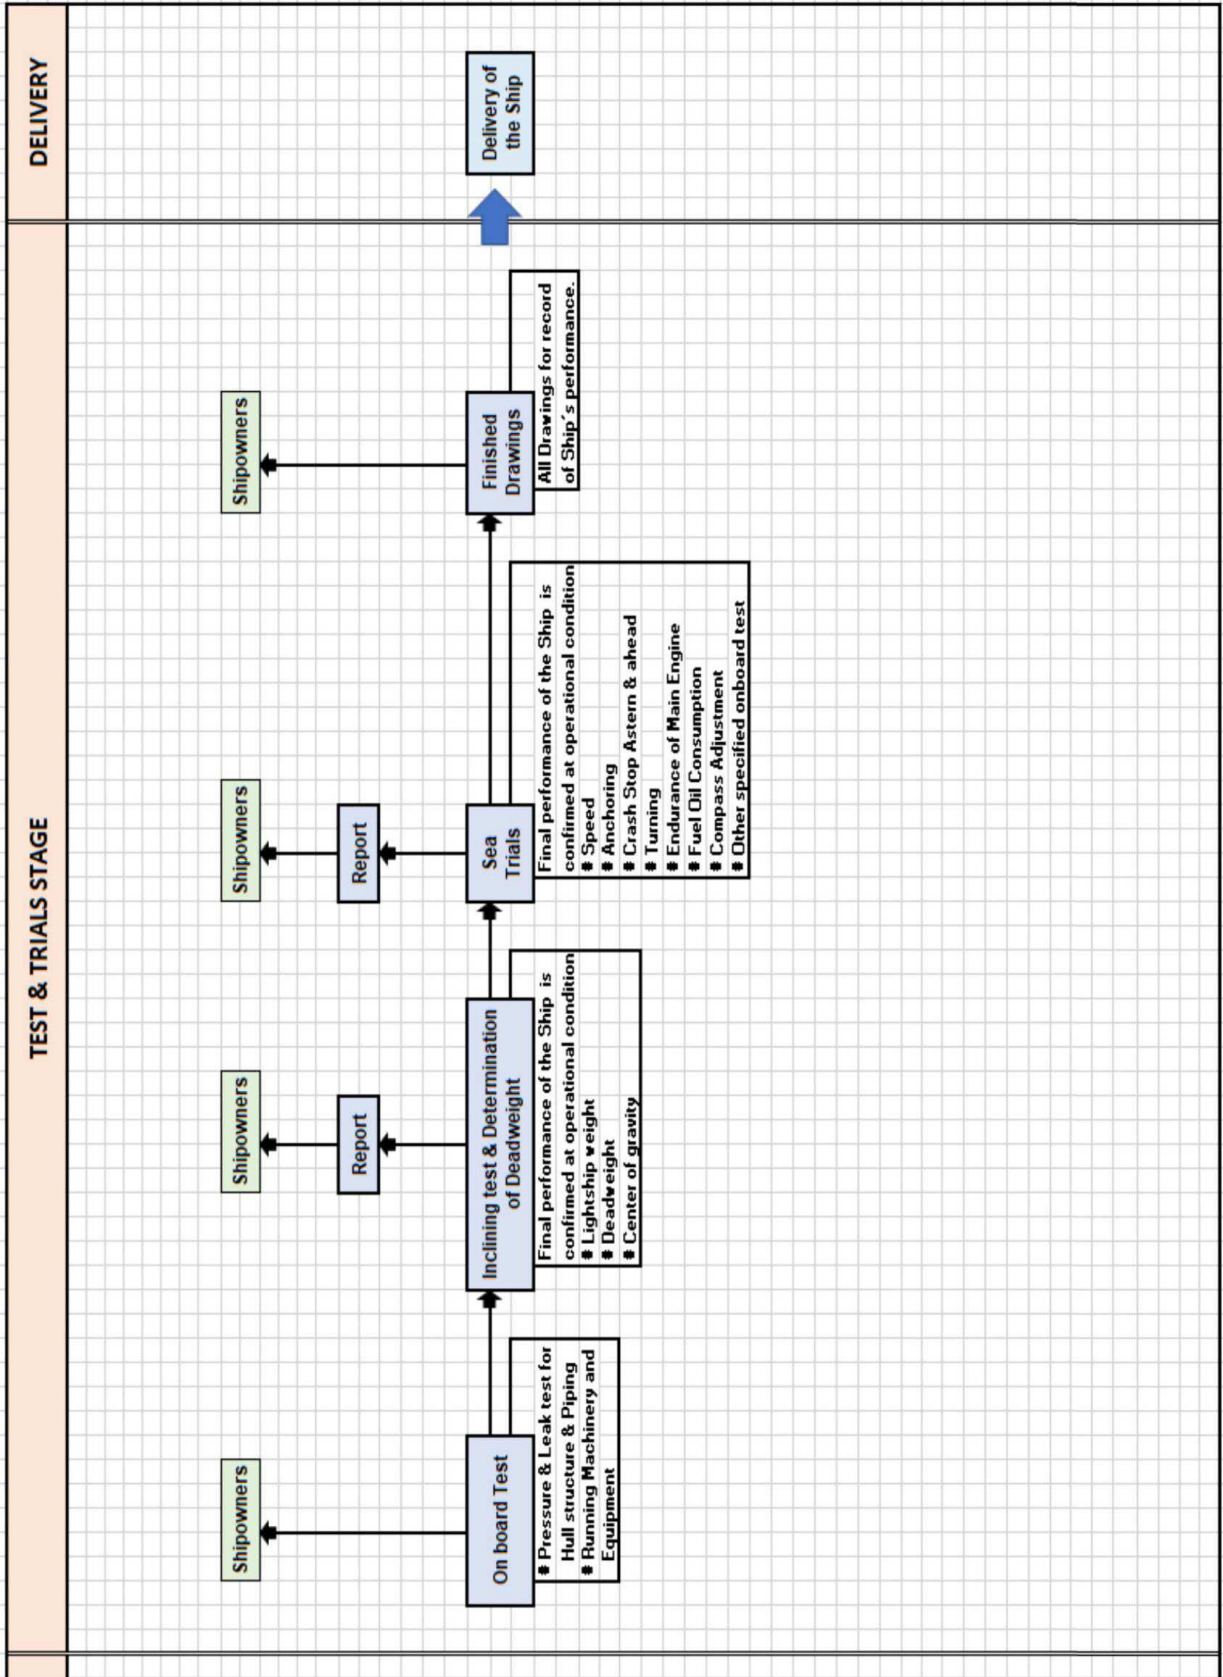 TEST & TRIALS STAGE
DELIVERY
Shipowners
Shipowners
Shipowners
Shipowners
Report
Report
On board Test
Inclining test & Determination
of Deadweight
Sea
Trials
Finished
Drawings
Delivery of
the Ship
# Pressure & Leak test for
Hull structure & Piping
# Running Machinery and
Equipment
Final performance of the Ship is
confirmed at operational condition
# Lightship weight
# Deadweight
# Center of gravity
Final performance of the Ship is
confirmed at operational condition
# Speed
# Anchoring
# Crash Stop Astern & ahead
# Turning
# Endurance of Main Engine
# Fuel Oil Consumption
# Compass Adjustment
# Other specified onboard test
All Drawings for record
of Ship´s performance.